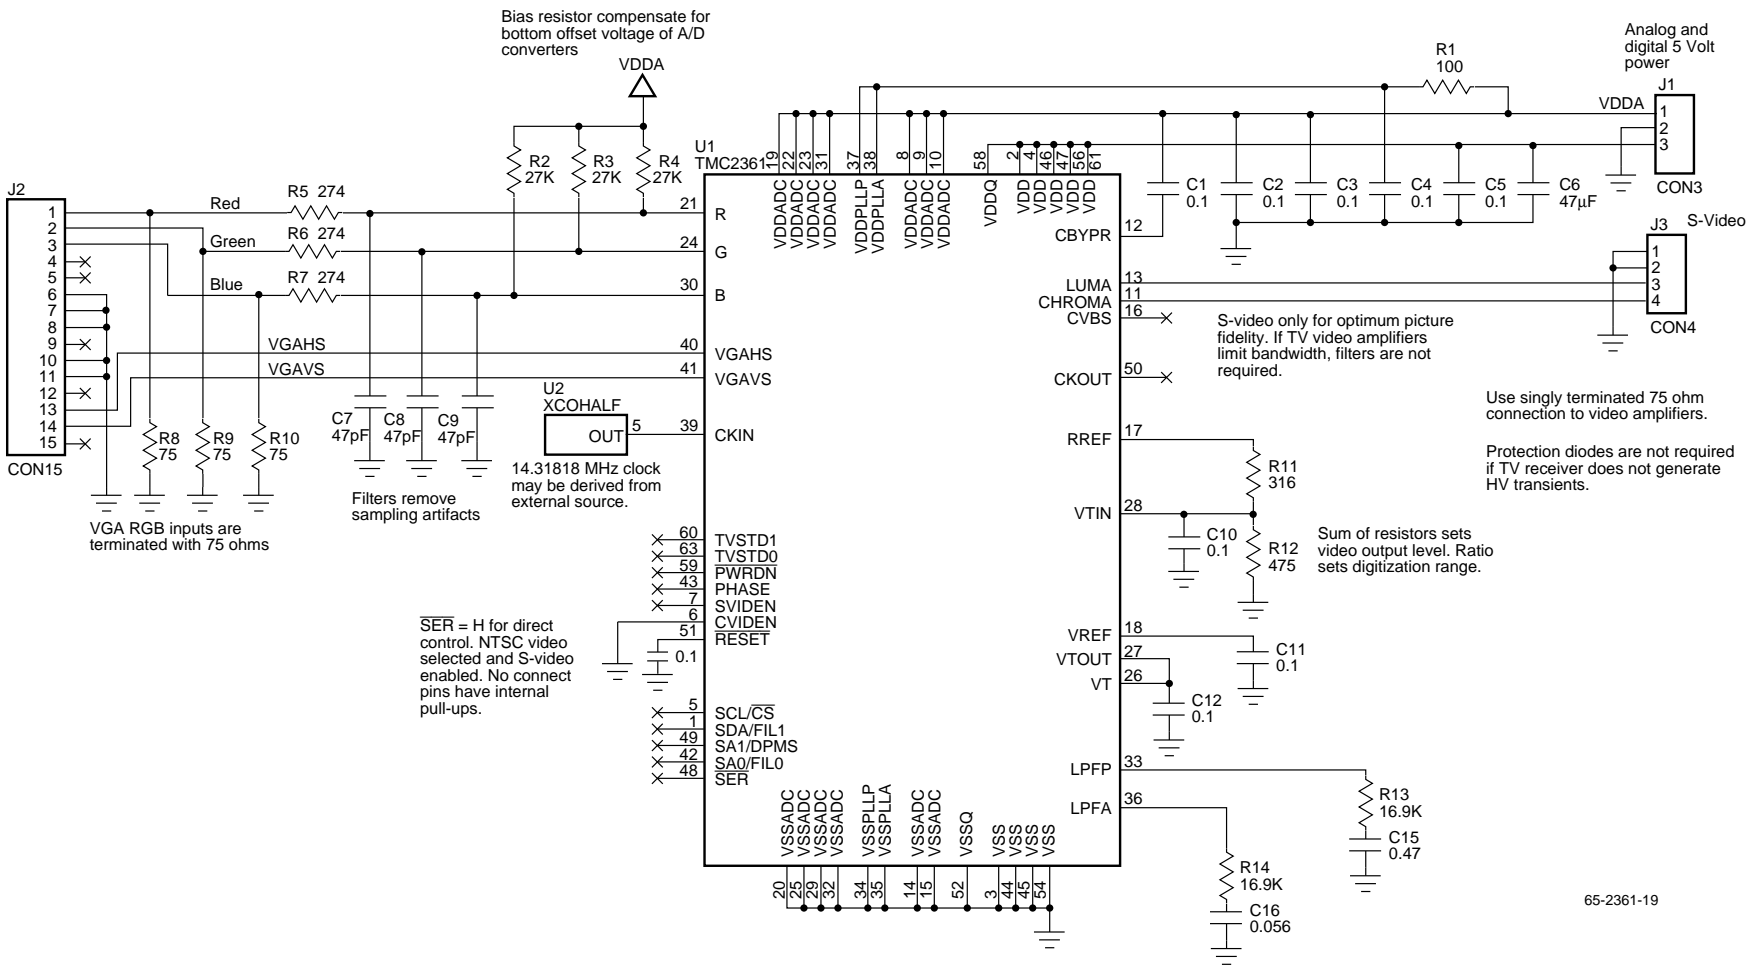 Bias resistor compensate for
bottom offset voltage of A/D
converters
VDDA
Analog and
digital 5 Volt
power
R1
100
J1
VDDA
1
2
3
CON3
R2
27K
R3
27K
R4
27K
U1
TMC2361
19
22
23
31
37
38
8
9
10
58
2
4
46
47
56
61
VDDADC
VDDADC
VDDADC
VDDADC
VDDPLLP
VDDPLLA
VDDADC
VDDADC
VDDADC
VDDQ
VDD
VDD
VDD
VDD
VDD
C1
0.1
C2
0.1
C3
0.1
C4
0.1
C5
0.1
C6
47µF
J2
1
2
3
4
5
6
7
8
9
10
11
12
13
14
15
CON15
Red
R5 274
21
R
Green
R6 274
24
G
Blue
R7 274
30
B
VGAHS
40
VGAHS
VGAVS
41
VGAVS
R8
75
R9
75
R10
75
VGA RGB inputs are
terminated with 75 ohms
C7
47pF
C8
47pF
C9
47pF
Filters remove
sampling artifacts
U2
XCOHALF
OUT
5
39
CKIN
14.31818 MHz clock
may be derived from
external source.
60
TVSTD1
63
TVSTD0
59
PWRDN
43
PHASE
7
SVIDEN
6
CVIDEN
51
RESET
0.1
SER = H for direct
control. NTSC video
selected and S-video
enabled. No connect
pins have internal
pull-ups.
5
SCL/CS
1
SDA/FIL1
49
SA1/DPMS
42
SA0/FIL0
48
SER
VSSADC
VSSADC
VSSADC
VSSADC
VSSPLLP
VSSPLLA
VSSADC
VSSADC
VSSQ
VSS
VSS
VSS
VSS
20
25
29
32
34
35
14
15
52
3
44
45
54
CBYPR
12
LUMA
13
CHROMA
11
CVBS
16
CKOUT
50
J3
S-Video
1
2
3
4
CON4
S-video only for optimum picture
fidelity. If TV video amplifiers
limit bandwidth, filters are not
required.
Use singly terminated 75 ohm
connection to video amplifiers.
Protection diodes are not required
if TV receiver does not generate
HV transients.
RREF
17
R11
316
VTIN
28
C10
0.1
R12
475
Sum of resistors sets
video output level. Ratio
sets digitization range.
VREF
18
C11
0.1
VTOUT
27
VT
26
C12
0.1
LPFP
33
R13
16.9K
C15
0.47
LPFA
36
R14
16.9K
C16
0.056
65-2361-19